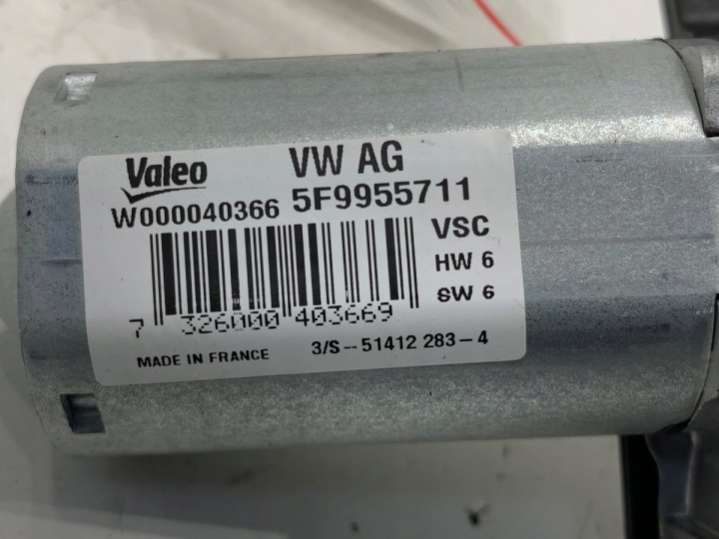 Valeo VW AG
W000040366 5F9955711
VSC
HW 6
SW 6
7 326000 403669
MADE IN FRANCE 3/S-51412 283-4